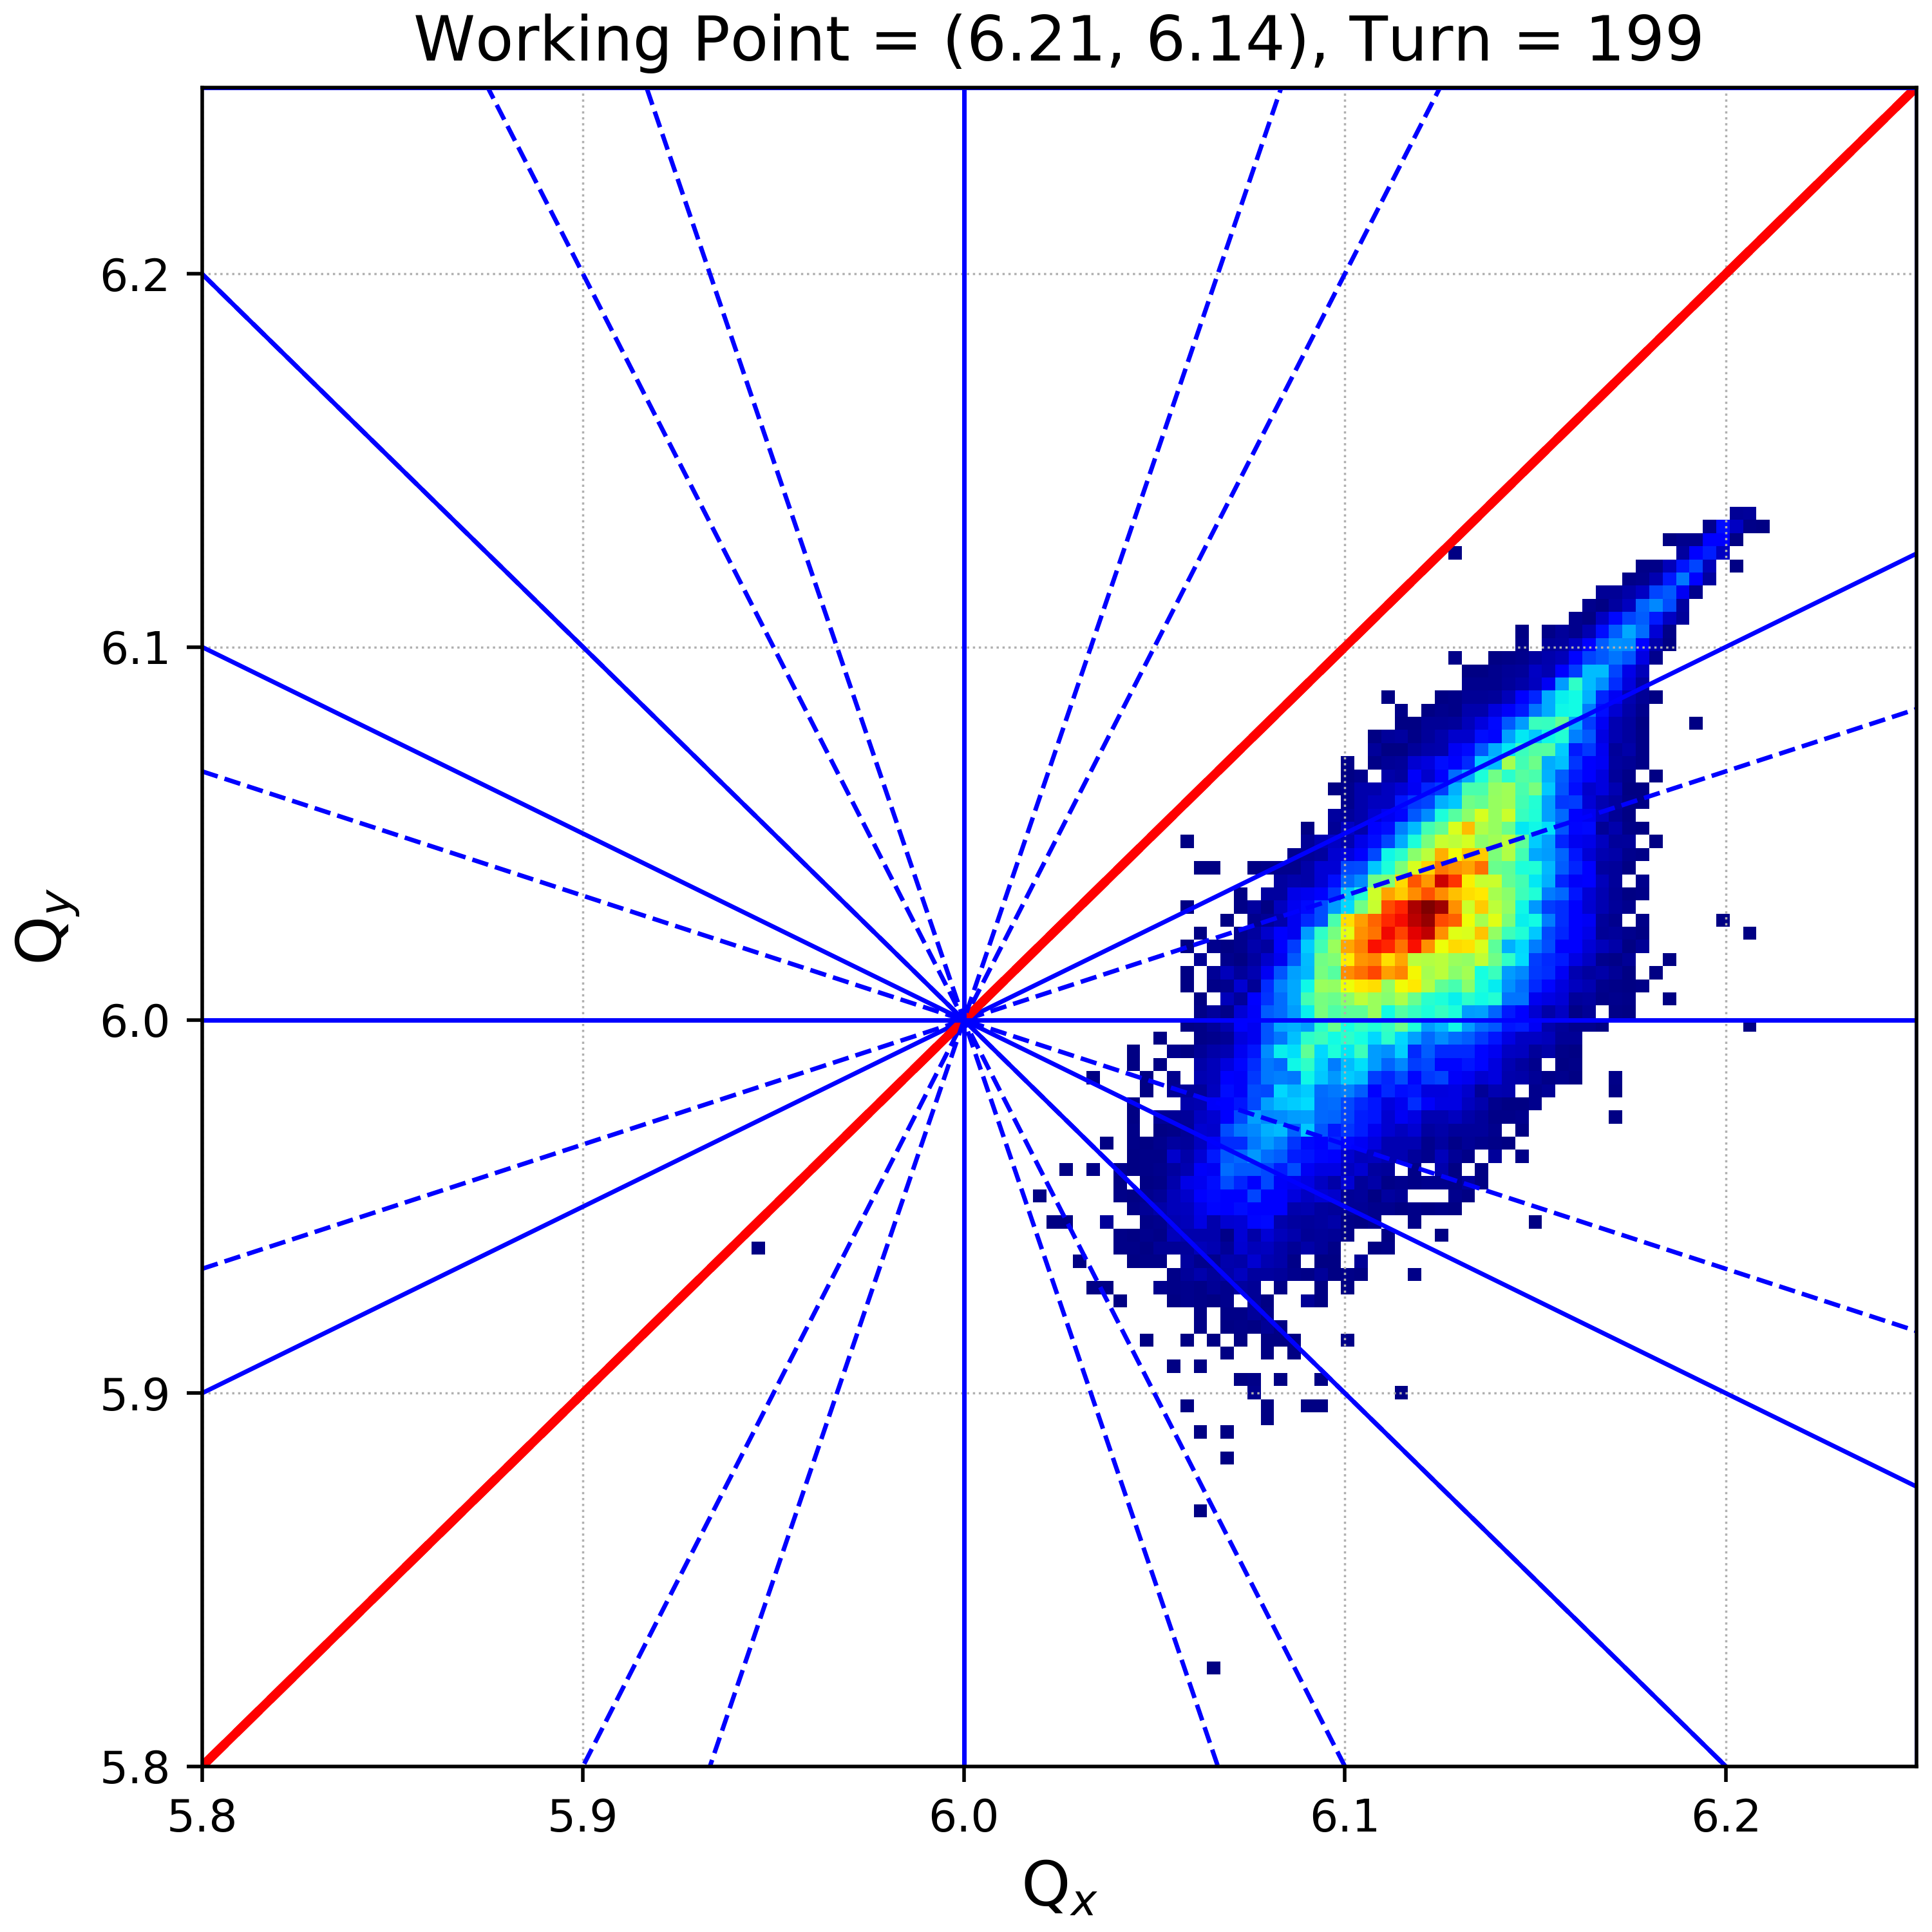 Working Point = (6.21, 6.14), Turn = 199
6.2
6.1
6.0
5.9
5.8
Qy
5.8 5.9 6.0 6.1 6.2
Qx